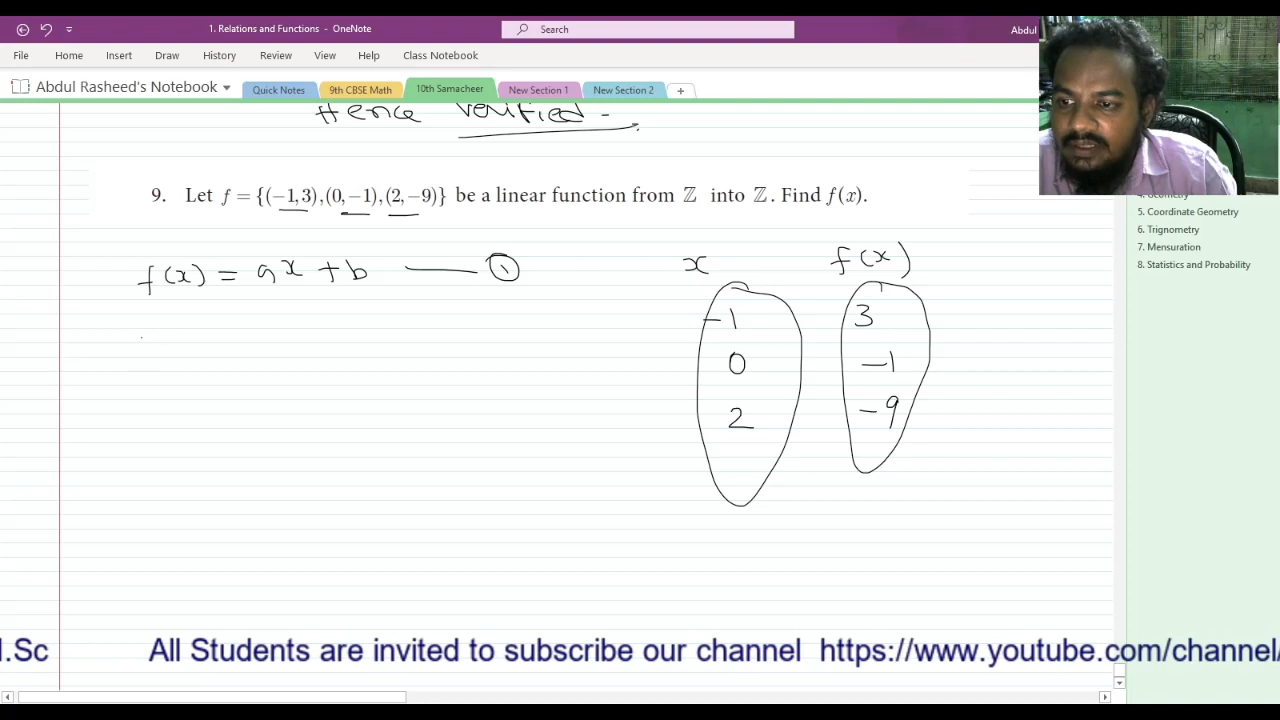 1. Relations and Functions - OneNote
Search
Abdul
File Home Insert Draw History Review View Help Class Notebook
Abdul Rasheed's Notebook
Quick Notes 9th CBSE Math 10th Samacheer New Section 1 New Section 2 +
Hence Verified.
9. Let f = {(−1,3),(0,−1),(2,−9)} be a linear function from ℤ into ℤ. Find f(x).
5. Coordinate Geometry
6. Trignometry
7. Mensuration
8. Statistics and Probability
f(x) = ax + b —— ①
x f(x)
-1 3
0 -1
2 -9
I.Sc All Students are invited to subscribe our channel https://www.youtube.com/channel/